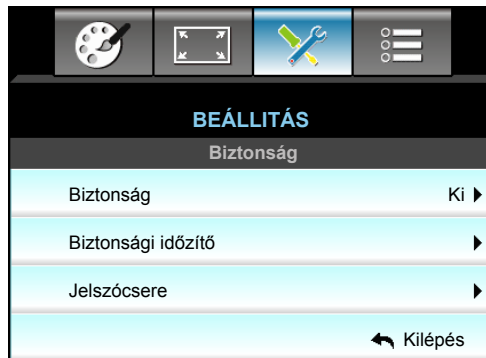 BEÁLLITÁS
Biztonság
Biztonság Ki
Biztonsági időzítő
Jelszócsere
Kilépés